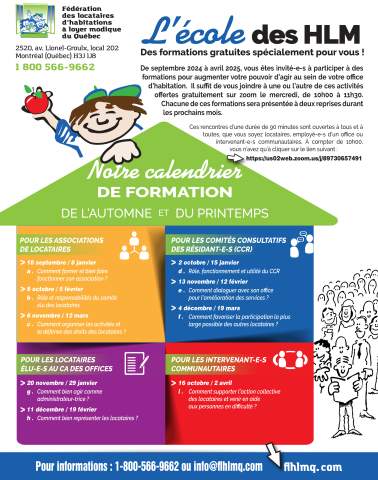 Fédération
des locataires
d'habitations
à loyer modique
du Québec
2520, av. Lionel-Groulx, local 202
Montréal (Québec) H3J 1J8
1 800 566-9662
L'école des HLM
Des formations gratuites spécialement pour vous !
De septembre 2024 à avril 2025, vous êtes invité-e-s à participer à des
formations pour augmenter votre pouvoir d'agir au sein de votre office
d'habitation. Il suffit de vous joindre à une ou l'autre de ces activités
offertes gratuitement sur zoom le mercredi, de 10h00 à 11h30.
Chacune de ces formations sera présentée à deux reprises durant
les prochains mois.
Ces rencontres d'une durée de 90 minutes sont ouvertes à tous et à
toutes, que vous soyez locataires, employé-e-s d'un office ou
intervenant-e-s communautaires. À compter de 10h00,
vous n'avez qu'à cliquer sur le lien suivant :
https:us02web.zoom.us/j/89730657491
Notre calendrier
DE FORMATION
DE L'AUTOMNE ET DU PRINTEMPS
POUR LES ASSOCIATIONS
DE LOCATAIRES
> 18 septembre / 8 janvier
a. Comment former et bien faire
fonctionner son association ?
> 9 octobre / 5 février
b. Rôle et responsabilités du comité
élu des locataires
> 6 novembre / 12 mars
c. Comment organiser les activités et
la défense des droits des locataires ?
POUR LES COMITÉS CONSULTATIFS
DES RÉSIDANT-E-S (CCR)
> 2 octobre / 15 janvier
d. Rôle, fonctionnement et utilité du CCR
> 13 novembre / 12 février
e. Comment dialoguer avec son office
pour l'amélioration des services ?
> 4 décembre / 19 mars
f. Comment favoriser la participation la plus
large possible des autres locataires ?
POUR LES LOCATAIRES
ÉLU-E-S AU CA DES OFFICES
> 20 novembre / 29 janvier
g. Comment bien agir comme
administrateur-trice ?
> 11 décembre / 19 février
h. Comment bien représenter les locataires ?
POUR LES INTERVENANT-E-S
COMMUNAUTAIRES
> 16 octobre / 2 avril
i. Comment supporter l'action collective
des locataires et venir en aide
aux personnes en difficulté ?
Pour informations : 1-800-566-9662 ou info@flhlmq.com
flhlmq.com